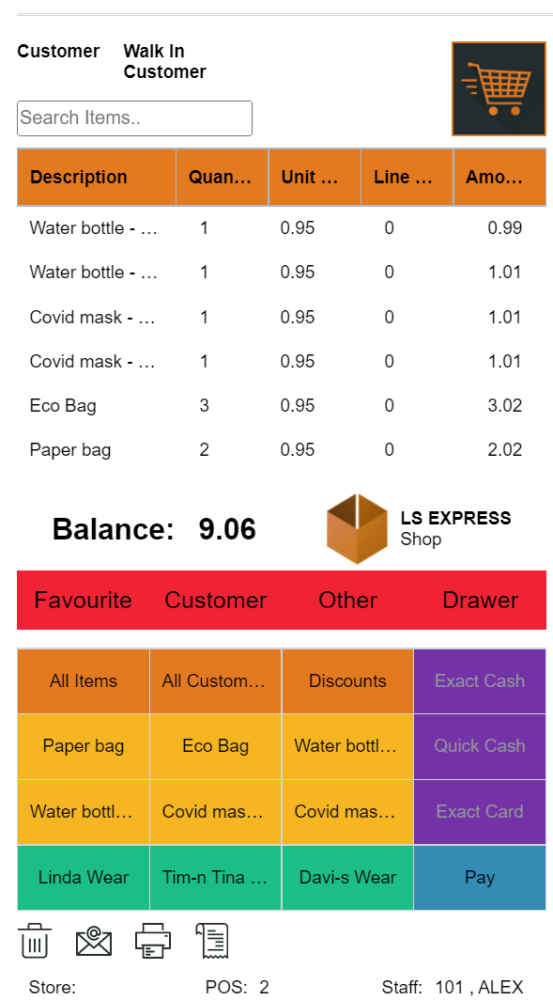 Customer Walk In
Customer
Search Items..
Description Quan... Unit ... Line ... Amo...
Water bottle - ... 1 0.95 0 0.99
Water bottle - ... 1 0.95 0 1.01
Covid mask - ... 1 0.95 0 1.01
Covid mask - ... 1 0.95 0 1.01
Eco Bag 3 0.95 0 3.02
Paper bag 2 0.95 0 2.02
Balance: 9.06
LS EXPRESS
Shop
Favourite Customer Other Drawer
All Items All Custom... Discounts Exact Cash
Paper bag Eco Bag Water bottl... Quick Cash
Water bottl... Covid mas... Covid mas... Exact Card
Linda Wear Tim-n Tina ... Davi-s Wear Pay
Store: POS: 2 Staff: 101 , ALEX